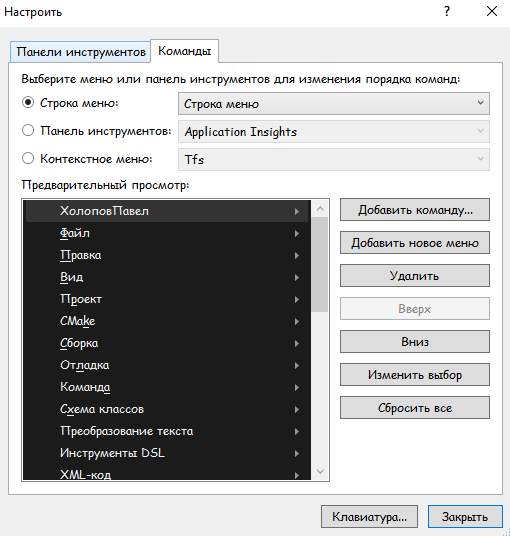 Настроить
Панели инструментов
Команды
Выберите меню или панель инструментов для изменения порядка команд:
Строка меню: Строка меню
Панель инструментов: Application Insights
Контекстное меню: Tfs
Предварительный просмотр:
ХолоповПавел
Файл
Правка
Вид
Проект
CMake
Сборка
Отладка
Команда
Схема классов
Преобразование текста
Инструменты DSL
XML-код
Добавить команду...
Добавить новое меню
Удалить
Вверх
Вниз
Изменить выбор
Сбросить все
Клавиатура...
Закрыть